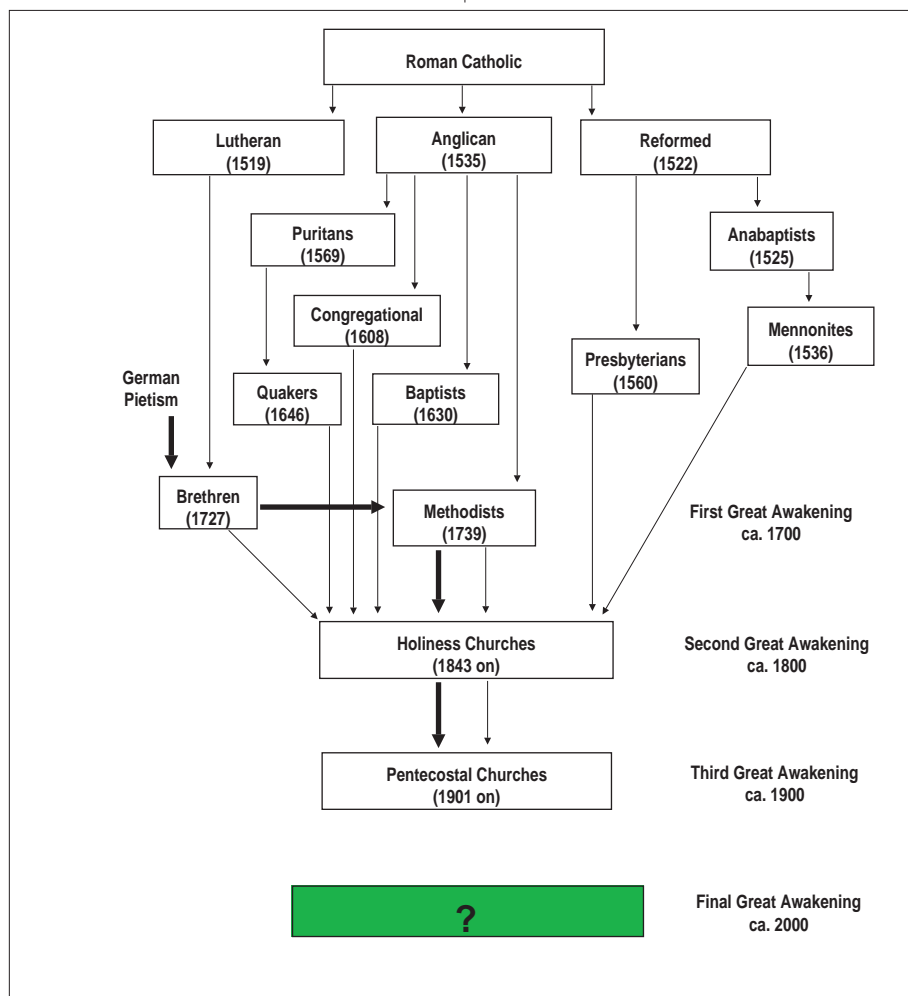 Roman Catholic
Lutheran
(1519)
Anglican
(1535)
Reformed
(1522)
Puritans
(1569)
Anabaptists
(1525)
Congregational
(1608)
Mennonites
(1536)
Presbyterians
(1560)
German
Pietism
Quakers
(1646)
Baptists
(1630)
Brethren
(1727)
Methodists
(1739)
First Great Awakening
ca. 1700
Holiness Churches
(1843 on)
Second Great Awakening
ca. 1800
Pentecostal Churches
(1901 on)
Third Great Awakening
ca. 1900
?
Final Great Awakening
ca. 2000